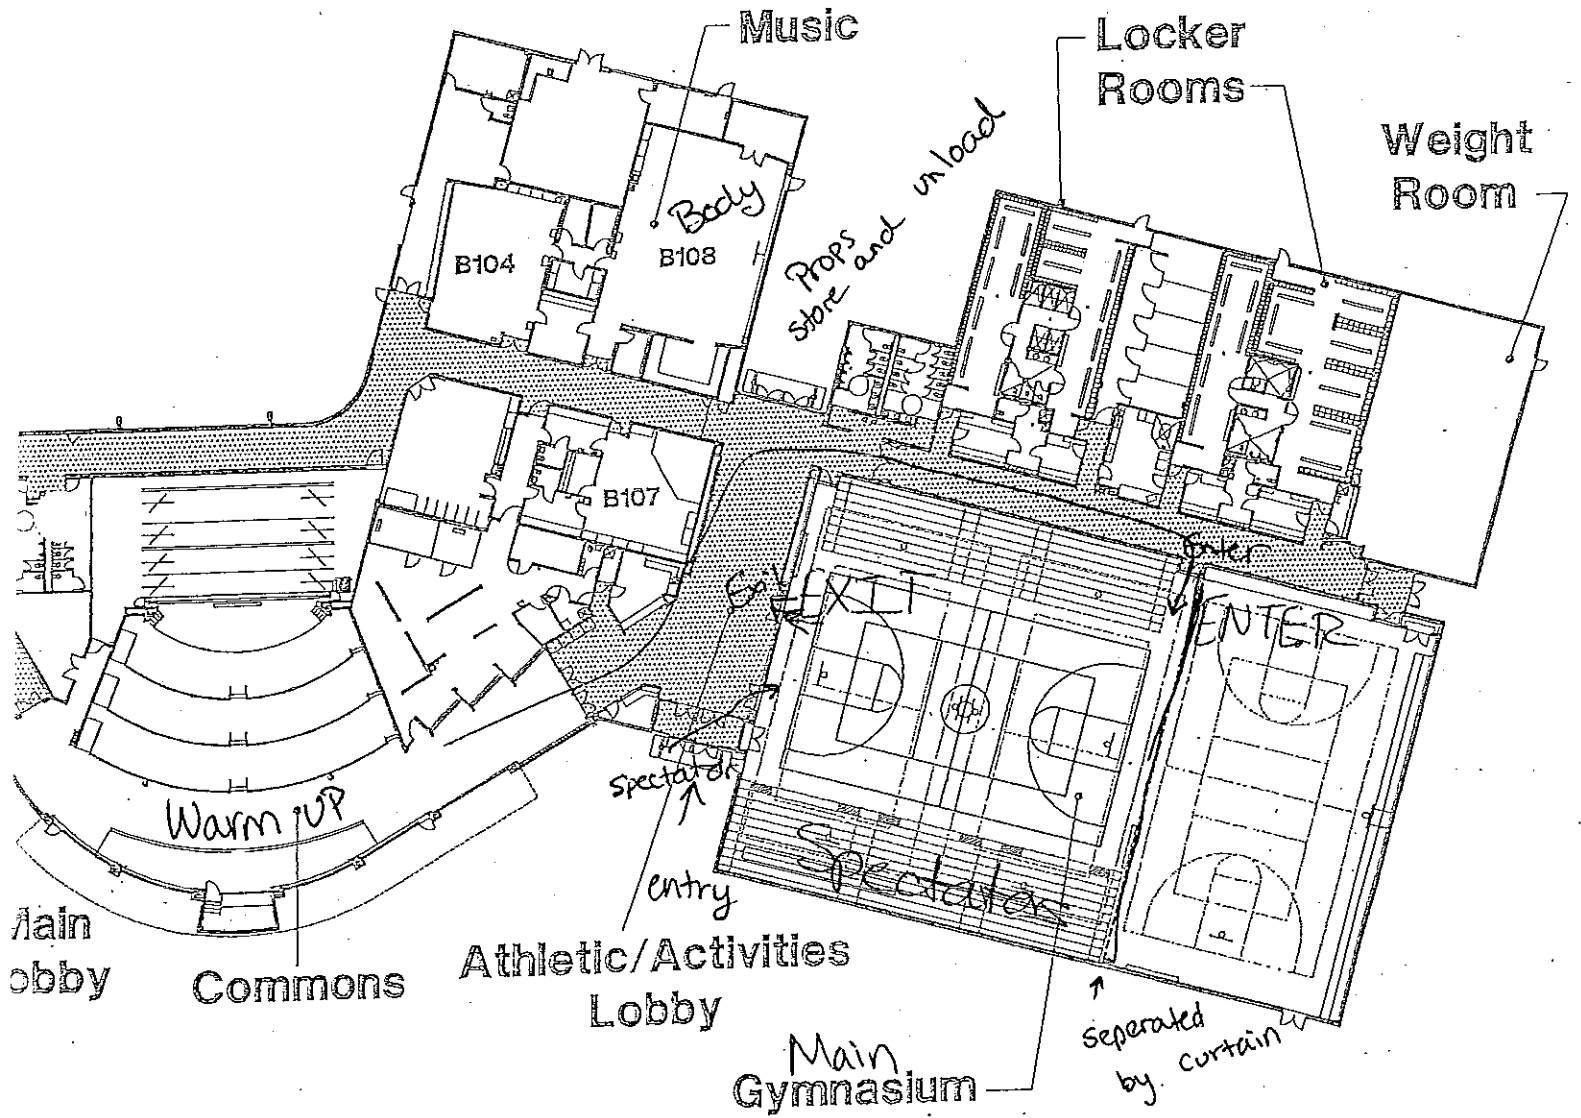 Music
Locker
Rooms
Weight
Room
Body
B104
B108
Props
store and unload
B107
Enter
Exit
EXIT
ENTER
spectator
entry
Warm UP
Spectator
Main
Lobby
Commons
Athletic/Activities
Lobby
Main
Gymnasium
seperated
by curtain